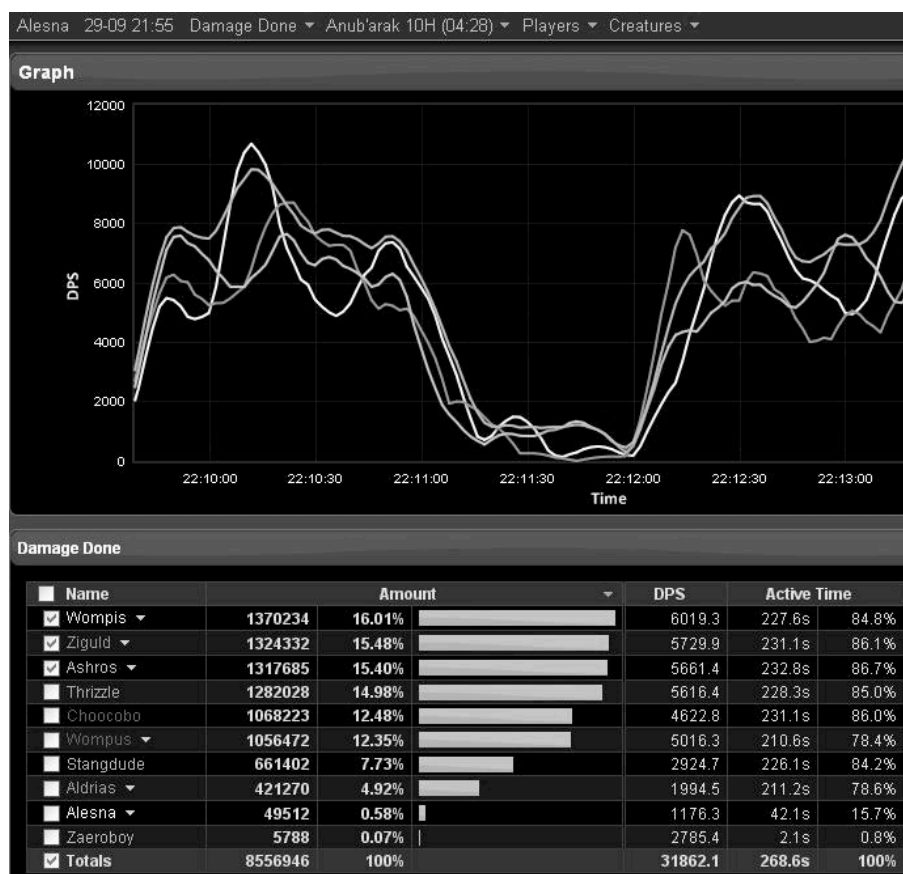 Alesna 29-09 21:55 Damage Done Anub'arak 10H (04:28) Players Creatures
Graph
12000
10000
8000
6000
4000
2000
0
DPS
22:10:00 22:10:30 22:11:00 22:11:30 22:12:00 22:12:30 22:13:00
Time
Damage Done
Name Amount DPS Active Time
Wompis 1370234 16.01% 6019.3 227.6s 84.8%
Ziguld 1324332 15.48% 5729.9 231.1s 86.1%
Ashros 1317685 15.40% 5661.4 232.8s 86.7%
Thrizzle 1282028 14.98% 5616.4 228.3s 85.0%
Choocobo 1068223 12.48% 4622.8 231.1s 86.0%
Wompus 1056472 12.35% 5016.3 210.6s 78.4%
Stangdude 661402 7.73% 2924.7 226.1s 84.2%
Aldrias 421270 4.92% 1994.5 211.2s 78.6%
Alesna 49512 0.58% 1176.3 42.1s 15.7%
Zaeroboy 5788 0.07% 2785.4 2.1s 0.8%
Totals 8556946 100% 31862.1 268.6s 100%